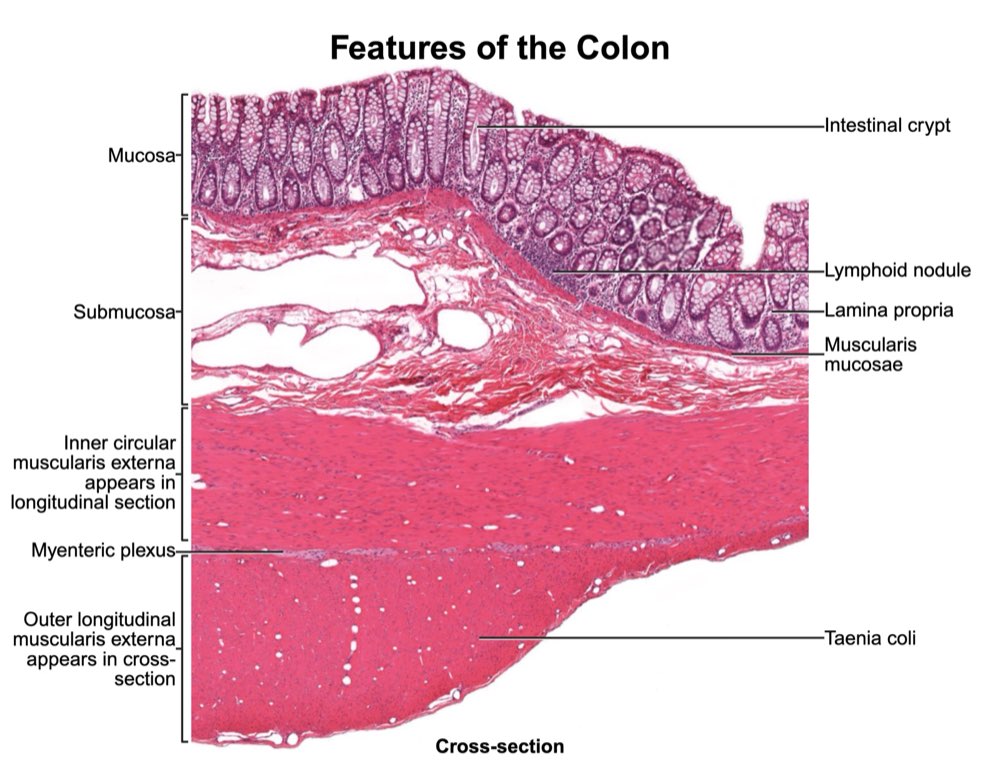 Features of the Colon
Mucosa
Submucosa
Inner circular
muscularis externa
appears in
longitudinal section
Myenteric plexus
Outer longitudinal
muscularis externa
appears in cross-
section
Intestinal crypt
Lymphoid nodule
Lamina propria
Muscularis
mucosae
Taenia coli
Cross-section